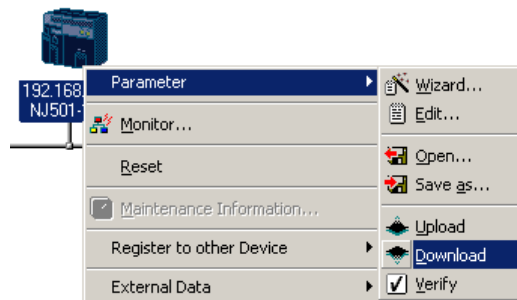 192.168.
NJ501-
Parameter
Monitor...
Reset
Maintenance Information...
Register to other Device
External Data
Wizard...
Edit...
Open...
Save as...
Upload
Download
Verify